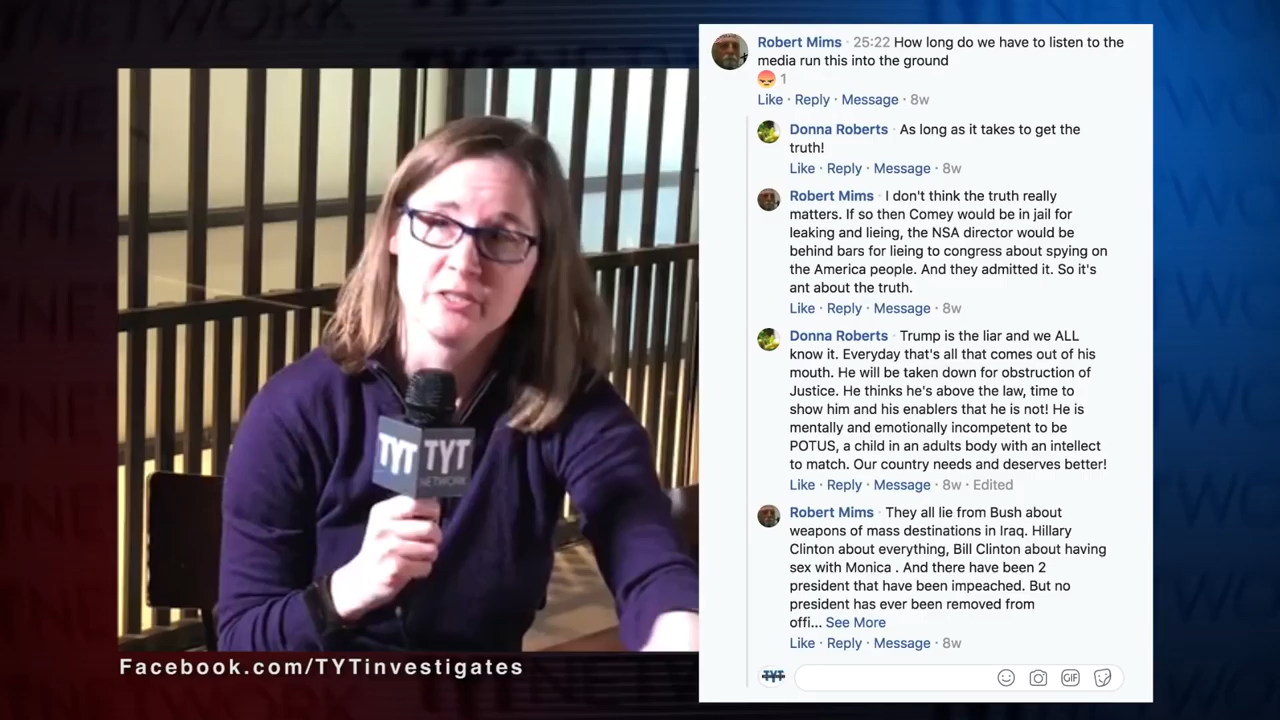 Robert Mims · 25:22 How long do we have to listen to the
media run this into the ground
1
Like · Reply · Message · 8w
Donna Roberts · As long as it takes to get the
truth!
Like · Reply · Message · 8w
Robert Mims · I don't think the truth really
matters. If so then Comey would be in jail for
leaking and lieing, the NSA director would be
behind bars for lieing to congress about spying on
the America people. And they admitted it. So it's
ant about the truth.
Like · Reply · Message · 8w
Donna Roberts · Trump is the liar and we ALL
know it. Everyday that's all that comes out of his
mouth. He will be taken down for obstruction of
Justice. He thinks he's above the law, time to
show him and his enablers that he is not! He is
mentally and emotionally incompetent to be
POTUS, a child in an adults body with an intellect
to match. Our country needs and deserves better!
Like · Reply · Message · 8w · Edited
Robert Mims · They all lie from Bush about
weapons of mass destinations in Iraq. Hillary
Clinton about everything, Bill Clinton about having
sex with Monica . And there have been 2
president that have been impeached. But no
president has ever been removed from
offi... See More
Like · Reply · Message · 8w
TYT
GIF
TYT TYT
NETWORK
Facebook.com/TYTinvestigates